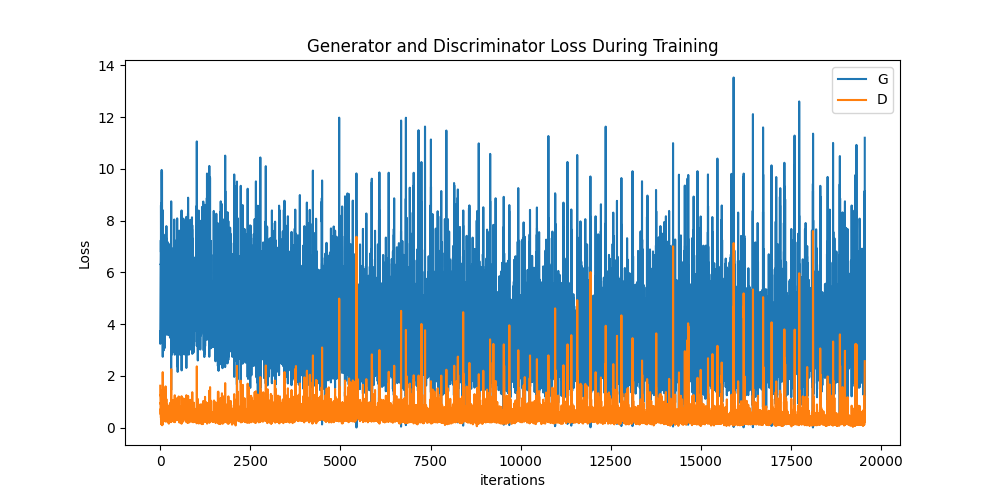 Generator and Discriminator Loss During Training
G
D
14
12
10
8
6
4
2
0
Loss
0 2500 5000 7500 10000 12500 15000 17500 20000
iterations